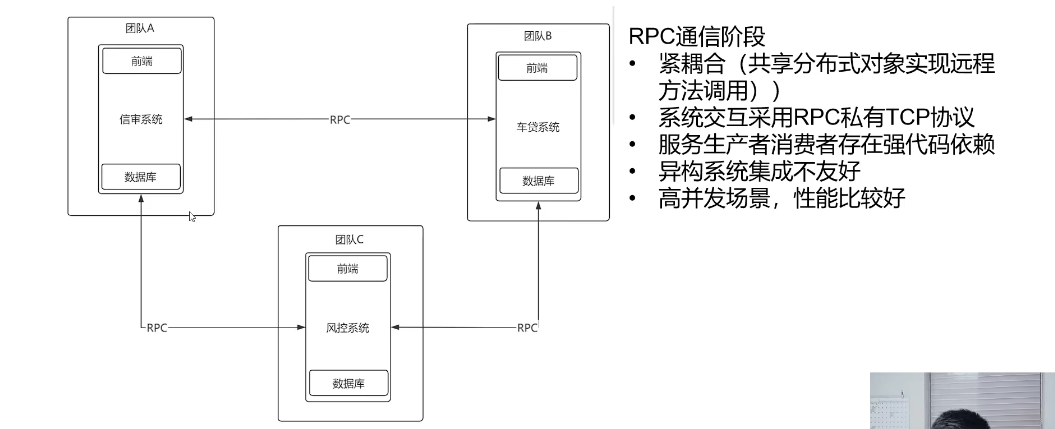 团队A
前端
信审系统
数据库
RPC
团队B
前端
车贷系统
数据库
团队C
前端
风控系统
数据库
RPC
RPC
RPC通信阶段
• 紧耦合（共享分布式对象实现远程
方法调用））
• 系统交互采用RPC私有TCP协议
• 服务生产者消费者存在强代码依赖
• 异构系统集成不友好
• 高并发场景，性能比较好